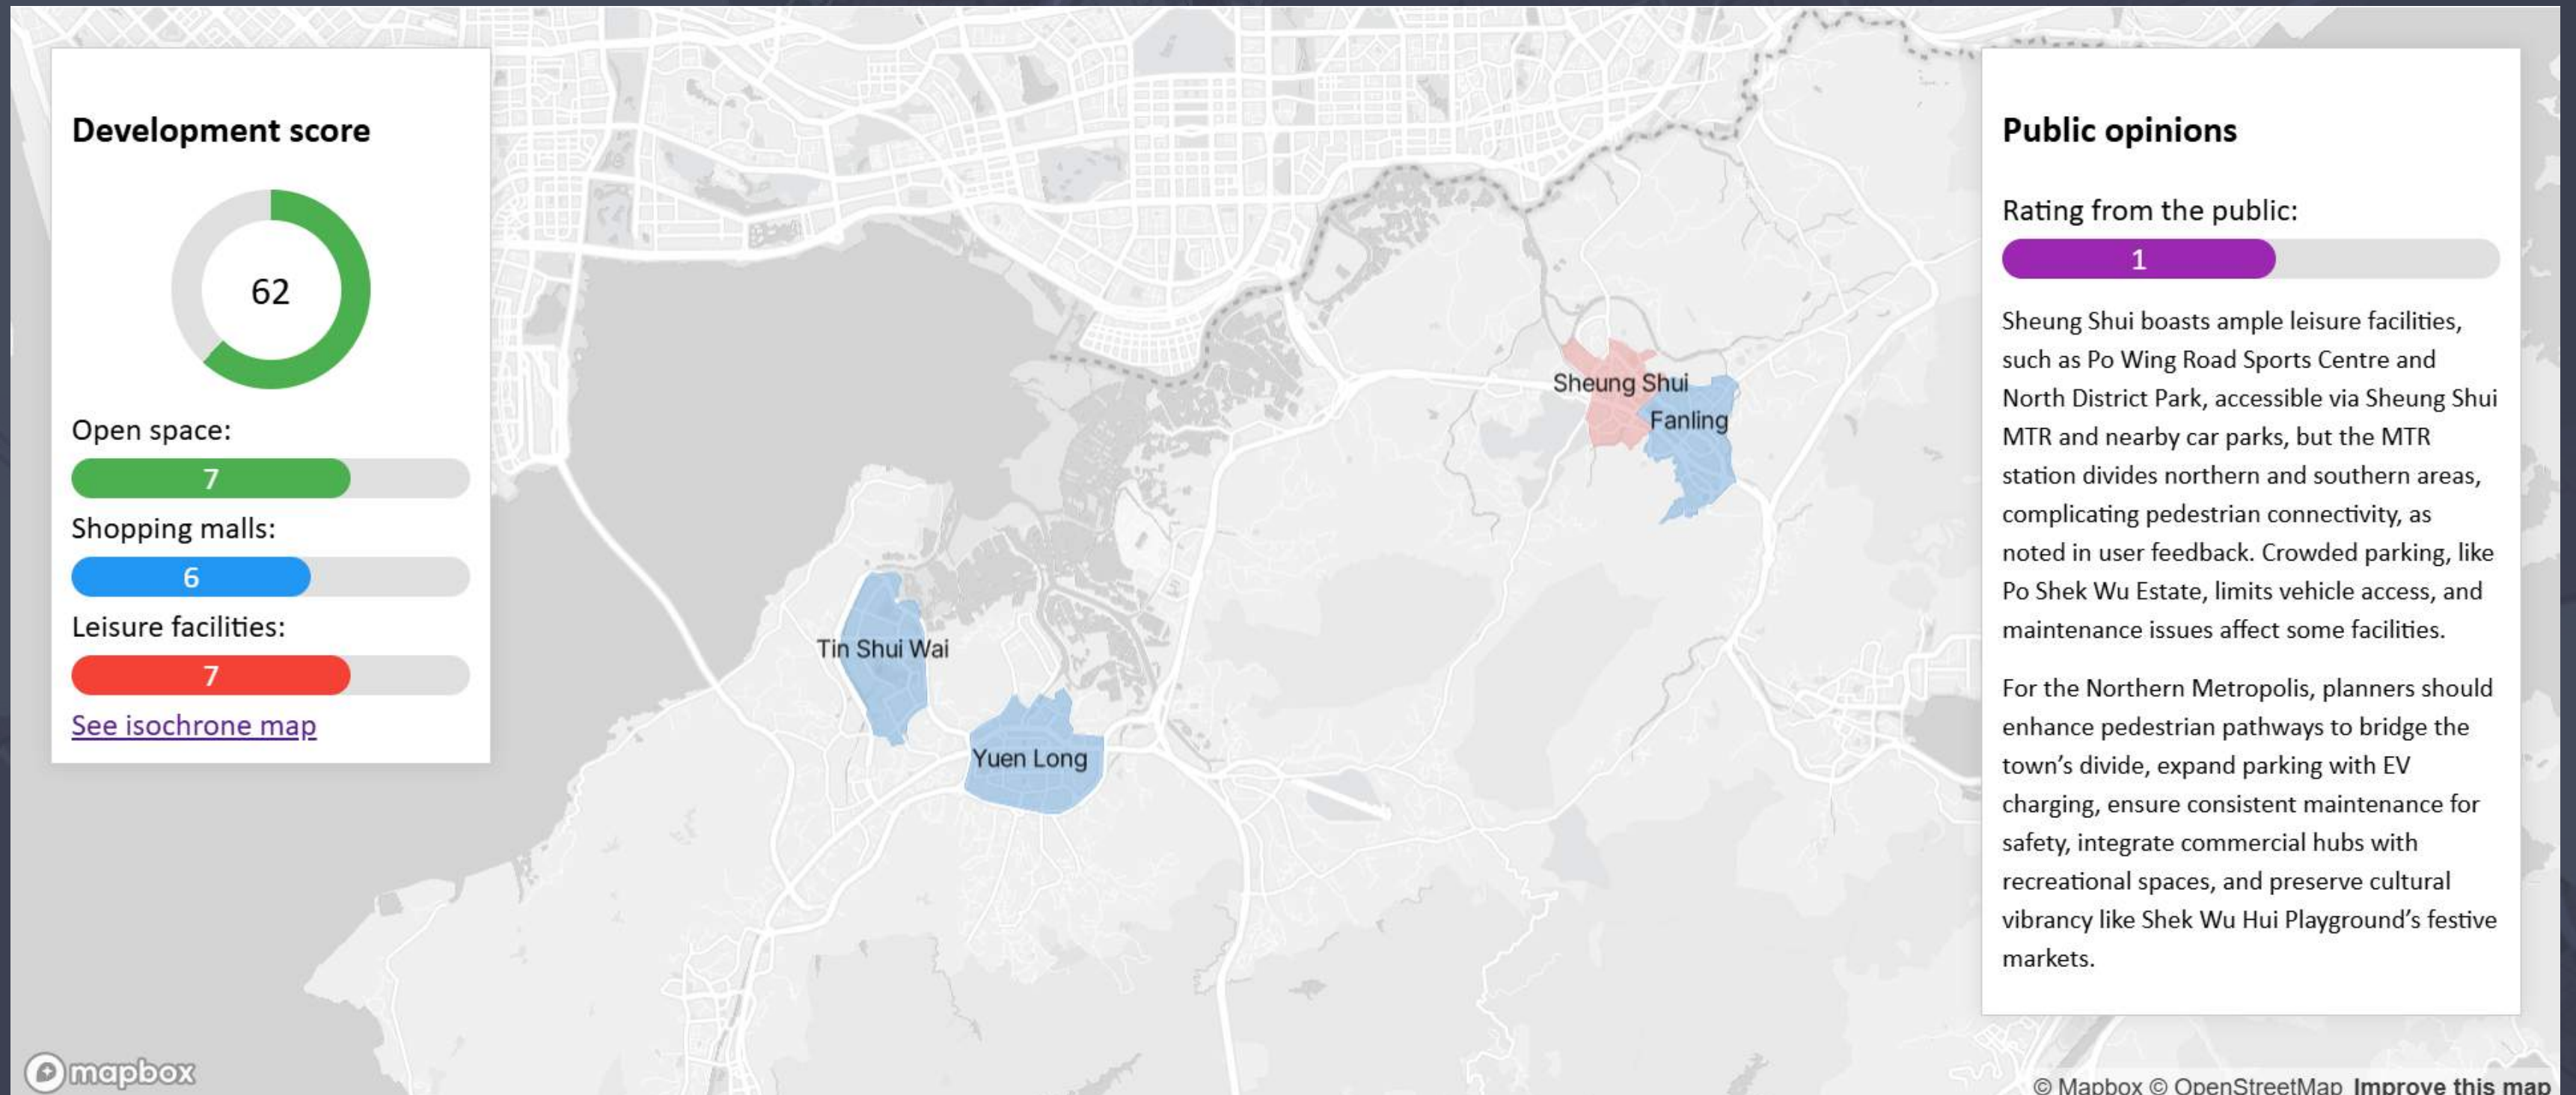 Development score
62
Open space:
7
Shopping malls:
6
Leisure facilities:
7
See isochrone map
Sheung Shui
Fanling
Tin Shui Wai
Yuen Long
Public opinions
Rating from the public:
1
Sheung Shui boasts ample leisure facilities,
such as Po Wing Road Sports Centre and
North District Park, accessible via Sheung Shui
MTR and nearby car parks, but the MTR
station divides northern and southern areas,
complicating pedestrian connectivity, as
noted in user feedback. Crowded parking, like
Po Shek Wu Estate, limits vehicle access, and
maintenance issues affect some facilities.
For the Northern Metropolis, planners should
enhance pedestrian pathways to bridge the
town’s divide, expand parking with EV
charging, ensure consistent maintenance for
safety, integrate commercial hubs with
recreational spaces, and preserve cultural
vibrancy like Shek Wu Hui Playground’s festive
markets.
mapbox
© Mapbox © OpenStreetMap Improve this map